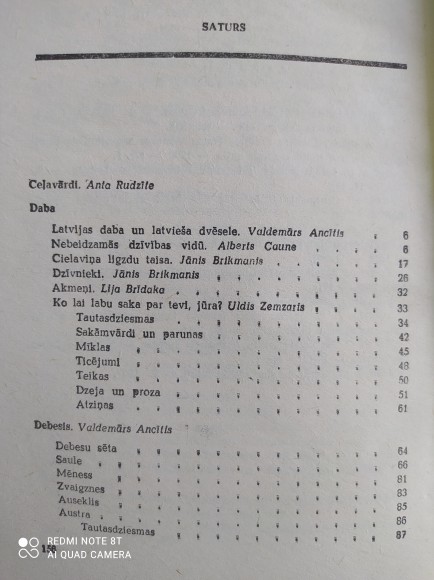 SATURS
Ceļavārdi. Anta Rudzīte
Daba
Latvijas daba un latvieša dvēsele. Valdemārs Ancītis . 6
Nebeidzamās dzīvības vidū. Alberts Caune . . . . 6
Cielaviņa ligzdu taisa. Jānis Brikmanis . . . . . 17
Dzīvnieki. Jānis Brikmanis . . . . . . . . 26
Akmeņi. Lija Brīdaka . . . . . . . . . 32
Ko lai labu saka par tevi, jūra? Uldis Zemzaris . . . 33
Tautasdziesmas . . . . . . . . . 34
Sakāmvārdi un parunas . . . . . . . 42
Mīklas . . . . . . . . . . . 45
Ticējumi . . . . . . . . . . 48
Teikas . . . . . . . . . . . 50
Dzeja un proza . . . . . . . . . 51
Atziņas . . . . . . . . . . . 61
Debesis. Valdemārs Ancītis
Debesu sēta . . . . . . . . . . 64
Saule . . . . . . . . . . . . 66
Mēness . . . . . . . . . . . 81
Zvaigznes . . . . . . . . . . 83
Auseklis . . . . . . . . . . . 85
Austra . . . . . . . . . . . 86
Tautasdziesmas . . . . . . . . . 87
REDMI NOTE 8T
AI QUAD CAMERA